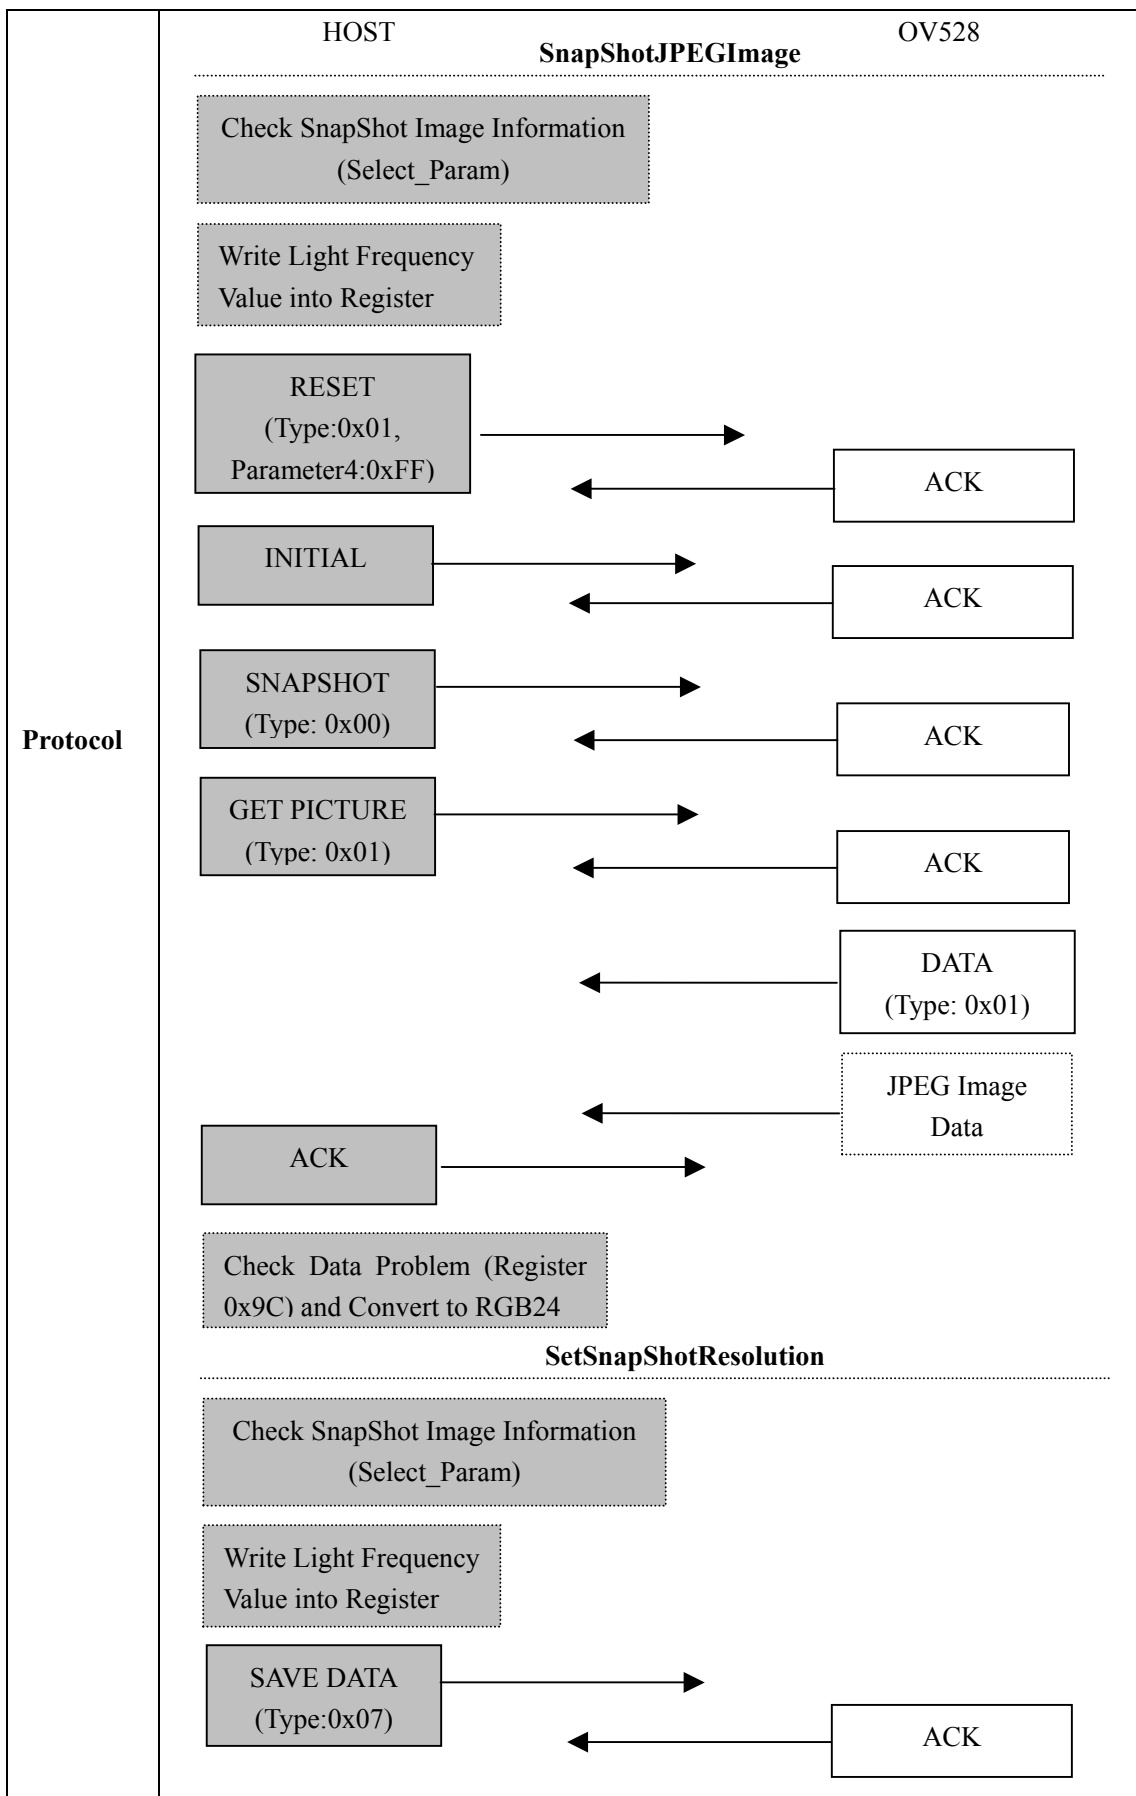 HOST
OV528
SnapShotJPEGImage
Check SnapShot Image Information
(Select_Param)
Write Light Frequency
Value into Register
RESET
(Type:0x01,
Parameter4:0xFF)
ACK
INITIAL
ACK
SNAPSHOT
(Type: 0x00)
ACK
Protocol
GET PICTURE
(Type: 0x01)
ACK
DATA
(Type: 0x01)
JPEG Image
Data
ACK
Check Data Problem (Register
0x9C) and Convert to RGB24
SetSnapShotResolution
Check SnapShot Image Information
(Select_Param)
Write Light Frequency
Value into Register
SAVE DATA
(Type:0x07)
ACK